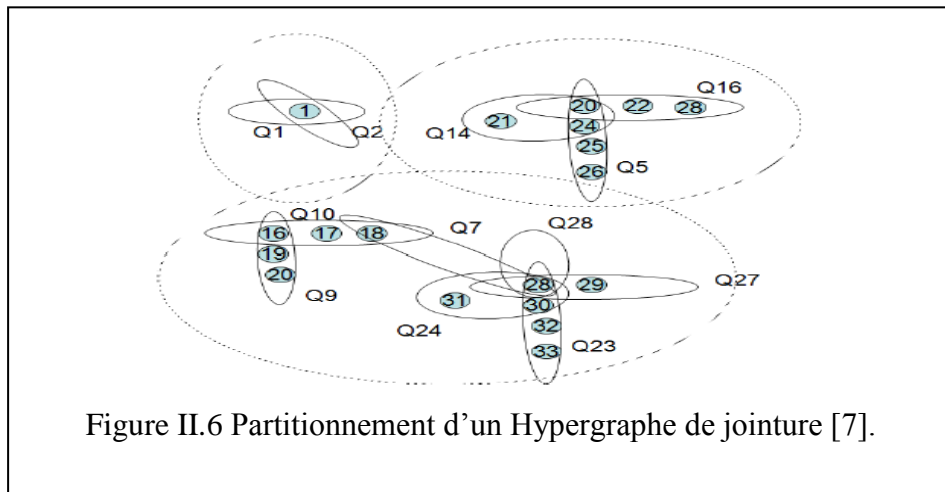 Q16
20 22 28
1
21
24
Q1 Q2 Q14
25
26 Q5
Q10 Q7 Q28
16 17 18
19
20
28 29 Q27
Q9
31 30
32
Q24
33 Q23
Figure II.6 Partitionnement d’un Hypergraphe de jointure [7].